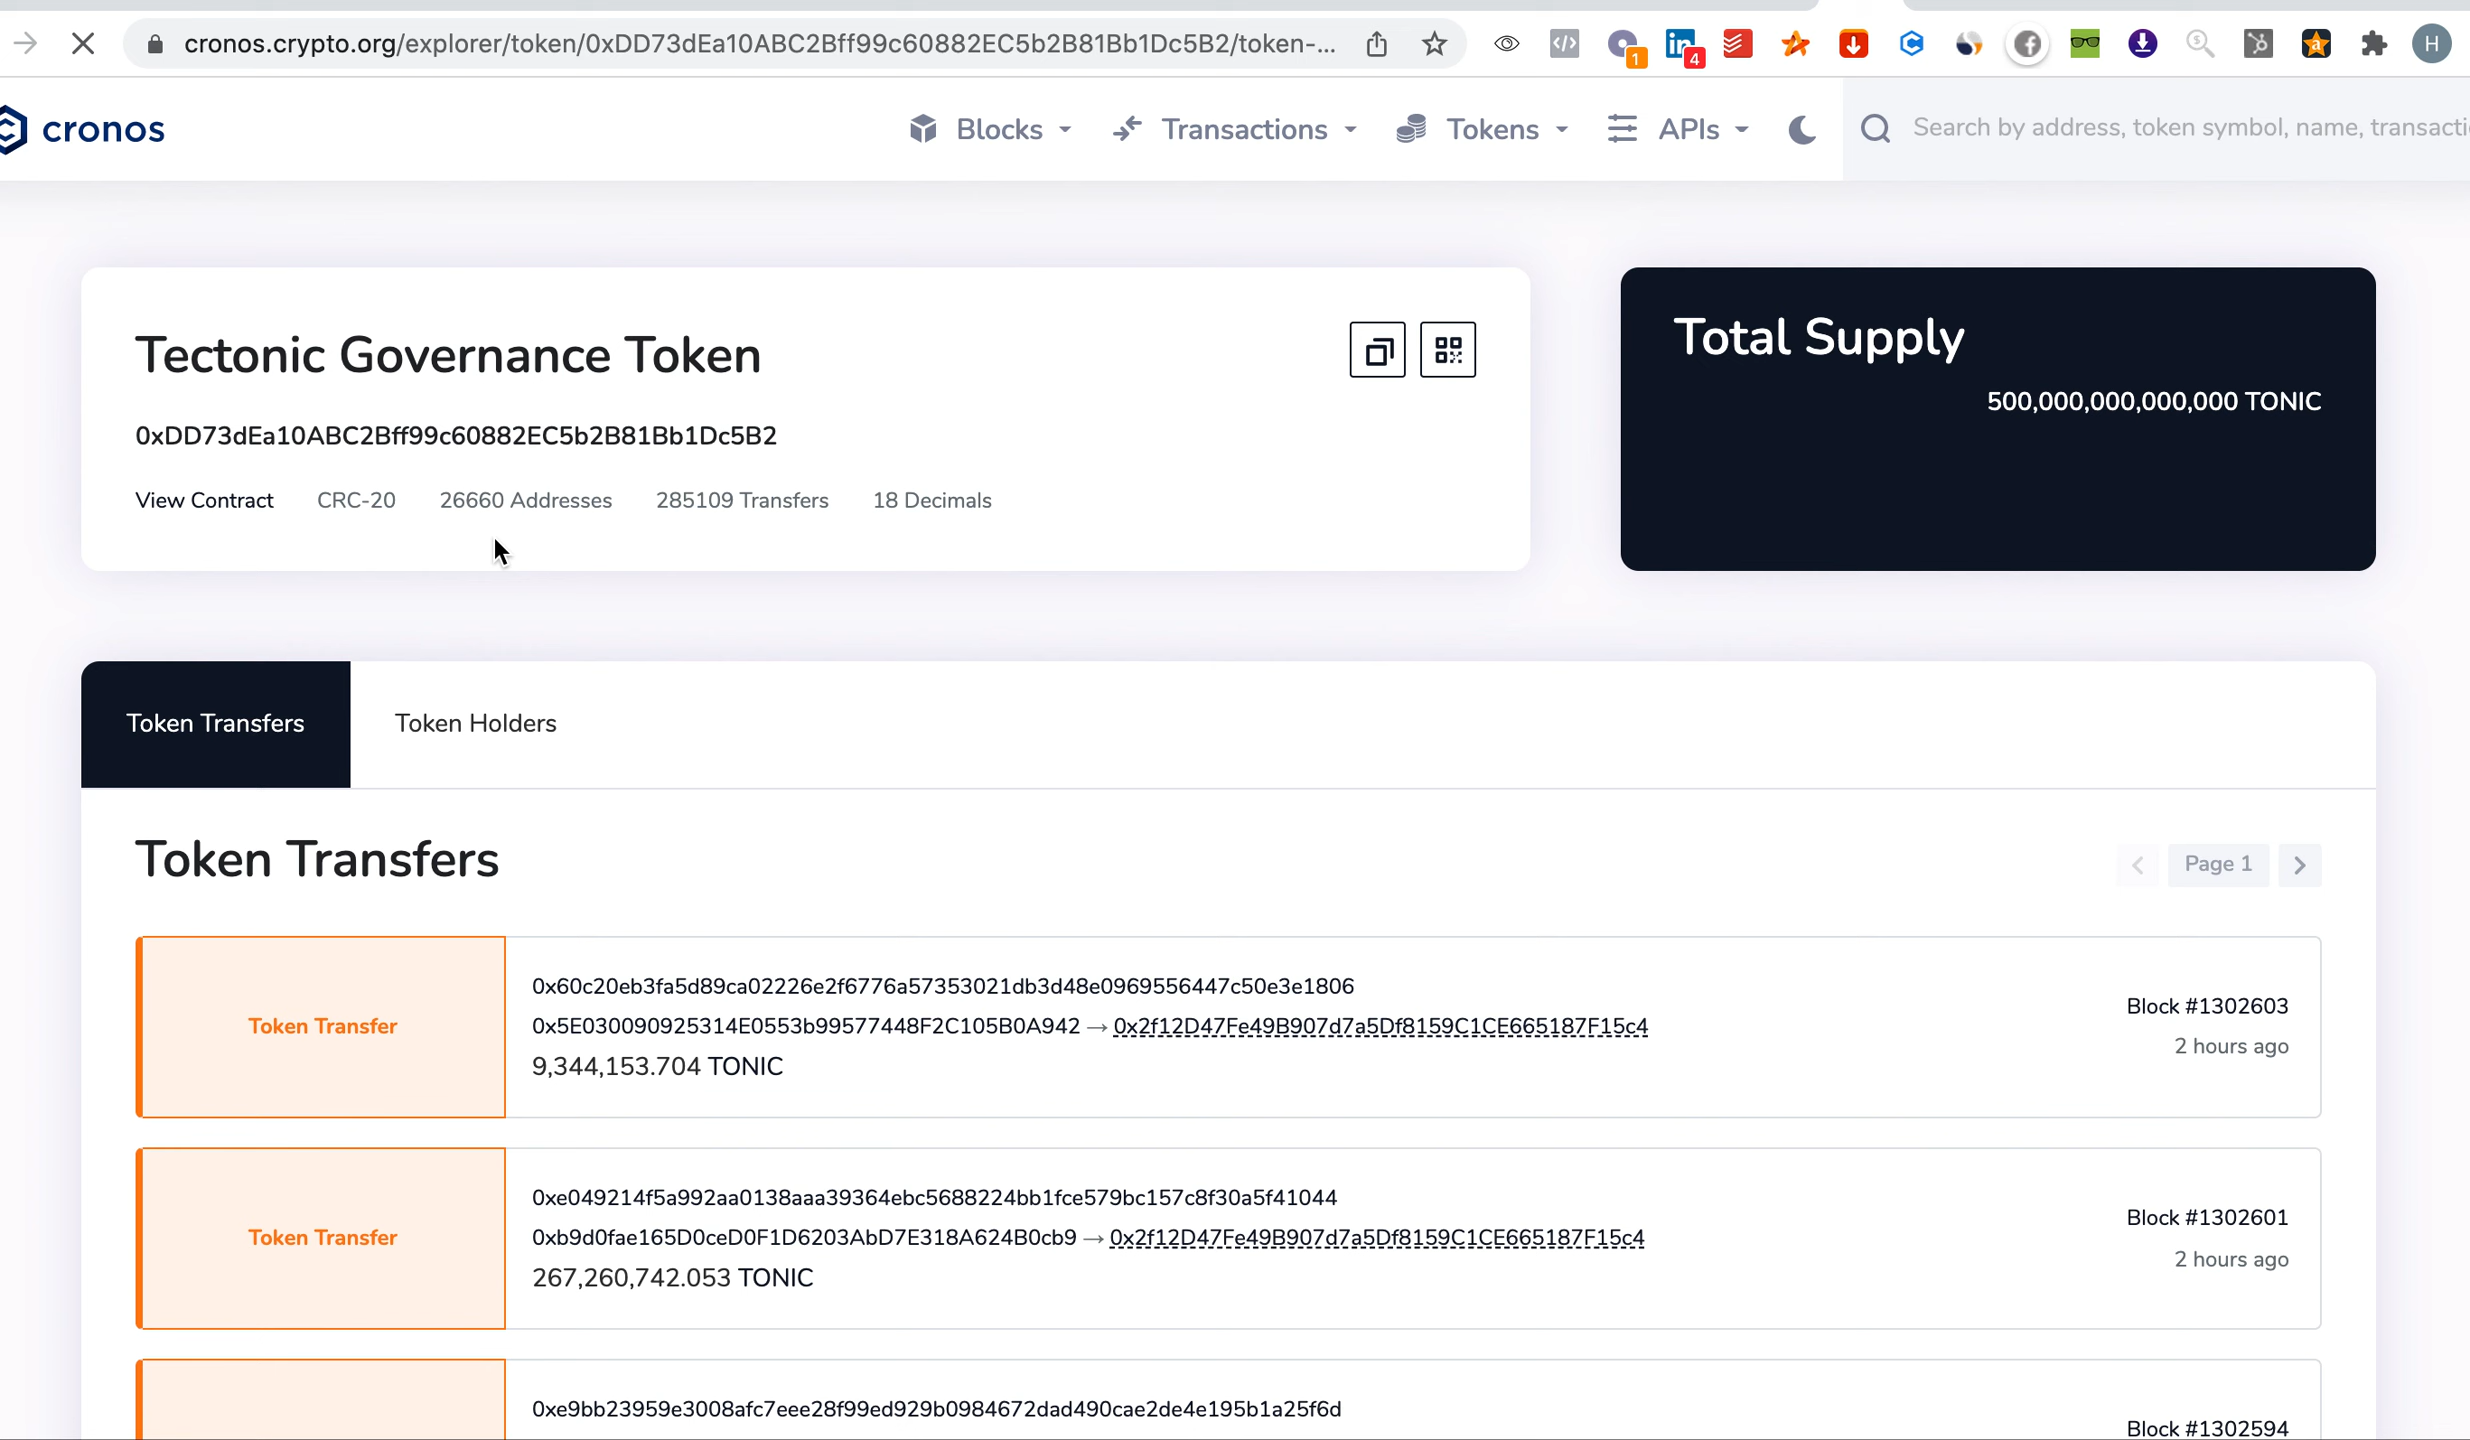 cronos.crypto.org/explorer/token/0xDD73dEa10ABC2Bff99c60882EC5b2B81Bb1Dc5B2/token-...
1
4
H
cronos
Blocks
Transactions
Tokens
APIs
Search by address, token symbol, name, transacti
Tectonic Governance Token
0xDD73dEa10ABC2Bff99c60882EC5b2B81Bb1Dc5B2
View Contract CRC-20 26660 Addresses 285109 Transfers 18 Decimals
Total Supply
500,000,000,000,000 TONIC
Token Transfers
Token Holders
Token Transfers
Page 1
Token Transfer
0x60c20eb3fa5d89ca02226e2f6776a57353021db3d48e0969556447c50e3e1806
0x5E030090925314E0553b99577448F2C105B0A942 → 0x2f12D47Fe49B907d7a5Df8159C1CE665187F15c4
9,344,153.704 TONIC
Block #1302603
2 hours ago
Token Transfer
0xe049214f5a992aa0138aaa39364ebc5688224bb1fce579bc157c8f30a5f41044
0xb9d0fae165D0ceD0F1D6203AbD7E318A624B0cb9 → 0x2f12D47Fe49B907d7a5Df8159C1CE665187F15c4
267,260,742.053 TONIC
Block #1302601
2 hours ago
0xe9bb23959e3008afc7eee28f99ed929b0984672dad490cae2de4e195b1a25f6d
Block #1302594